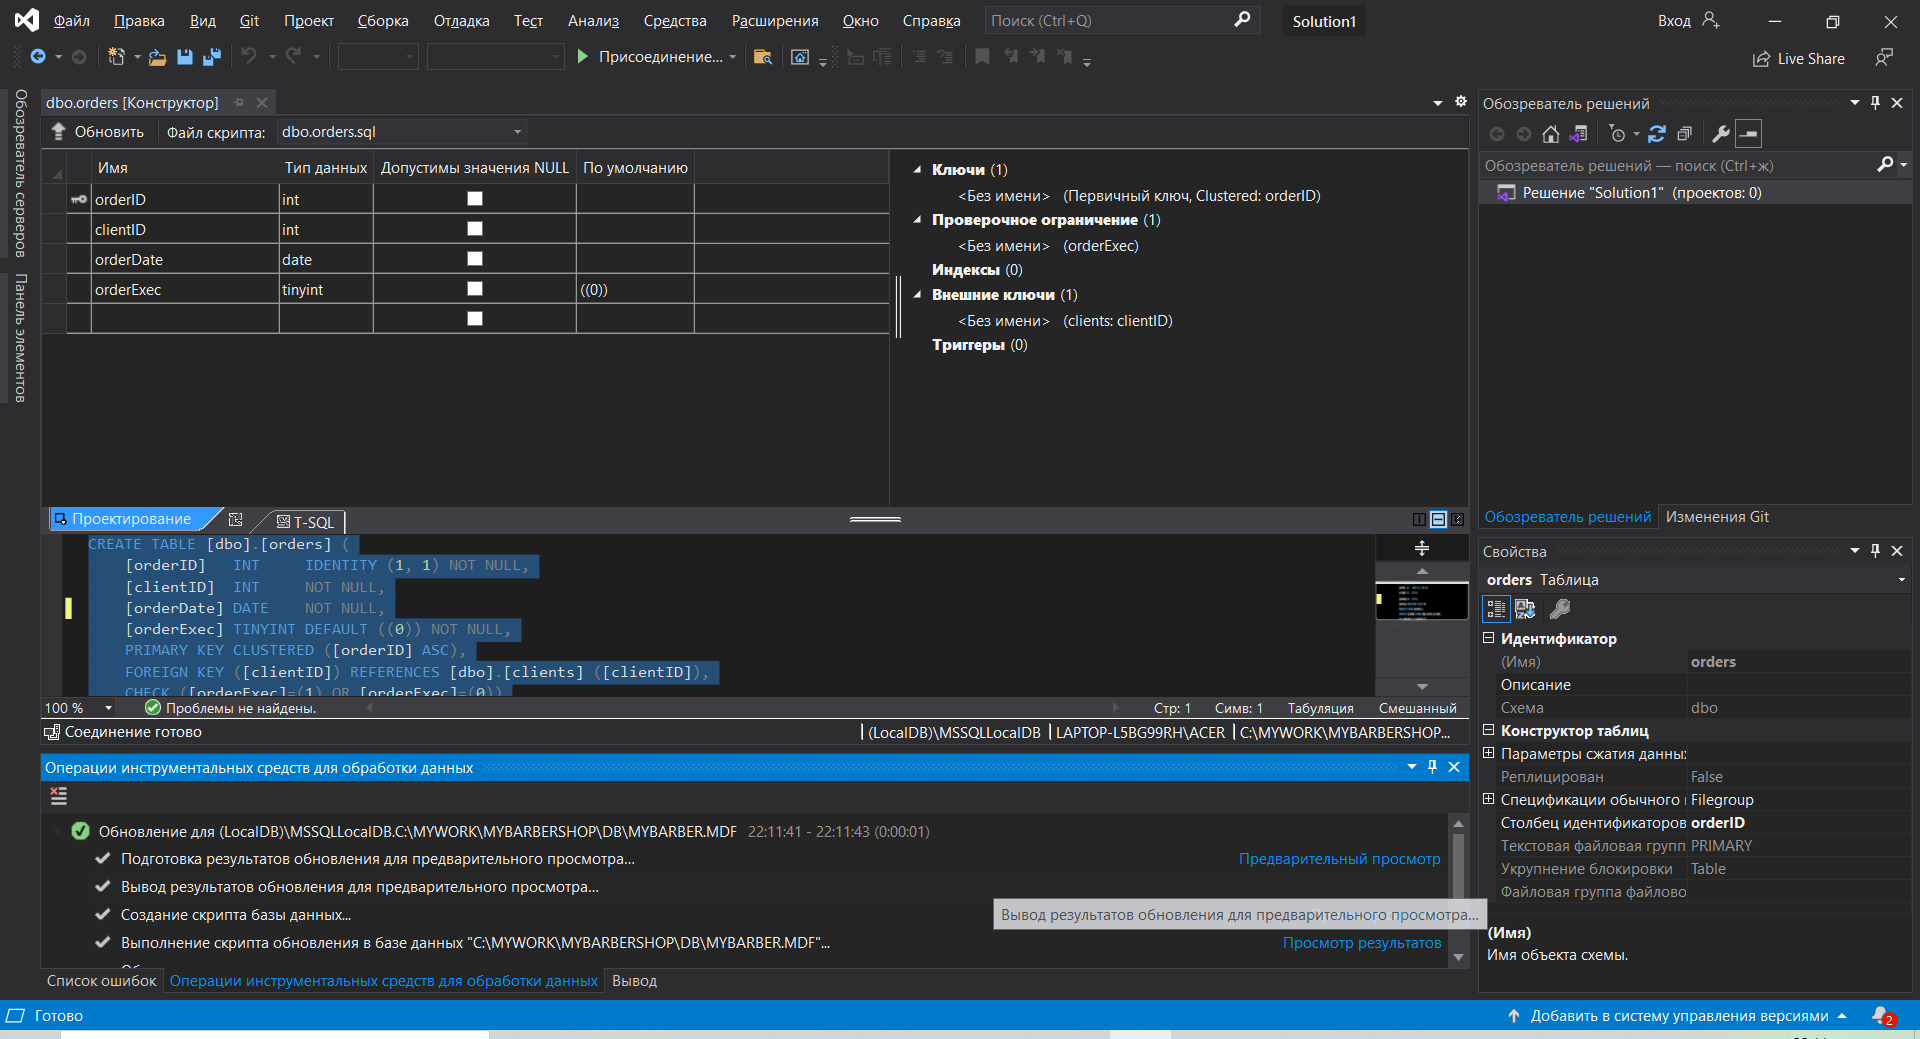 Файл Правка Вид Git Проект Сборка Отладка Тест Анализ Средства Расширения Окно Справка Поиск (Ctrl+Q) Solution1 Вход
Присоединение... Live Share
Обозреватель серверов
Панель элементов
dbo.orders [Конструктор]
Обновить Файл скрипта: dbo.orders.sql
Имя Тип данных Допустимы значения NULL По умолчанию
orderID int
clientID int
orderDate date
orderExec tinyint ((0))
Ключи (1)
<Без имени> (Первичный ключ, Clustered: orderID)
Проверочное ограничение (1)
<Без имени> (orderExec)
Индексы (0)
Внешние ключи (1)
<Без имени> (clients: clientID)
Триггеры (0)
Проектирование T-SQL
CREATE TABLE [dbo].[orders] (
[orderID] INT IDENTITY (1, 1) NOT NULL,
[clientID] INT NOT NULL,
[orderDate] DATE NOT NULL,
[orderExec] TINYINT DEFAULT ((0)) NOT NULL,
PRIMARY KEY CLUSTERED ([orderID] ASC),
FOREIGN KEY ([clientID]) REFERENCES [dbo].[clients] ([clientID]),
CHECK ([orderExec]=(1) OR [orderExec]=(0))
100 % Проблемы не найдены. Стр: 1 Симв: 1 Табуляция Смешанный
Соединение готово (LocalDB)\MSSQLLocalDB LAPTOP-L5BG99RH\ACER C:\MYWORK\MYBARBERSHOP...
Операции инструментальных средств для обработки данных
Обновление для (LocalDB)\MSSQLLocalDB.C:\MYWORK\MYBARBERSHOP\DB\MYBARBER.MDF 22:11:41 - 22:11:43 (0:00:01)
Подготовка результатов обновления для предварительного просмотра... Предварительный просмотр
Вывод результатов обновления для предварительного просмотра...
Создание скрипта базы данных...
Вывод результатов обновления для предварительного просмотра...
Выполнение скрипта обновления в базе данных "C:\MYWORK\MYBARBERSHOP\DB\MYBARBER.MDF"... Просмотр результатов
Список ошибок Операции инструментальных средств для обработки данных Вывод
Обозреватель решений
Обозреватель решений — поиск (Ctrl+ж)
Решение "Solution1" (проектов: 0)
Обозреватель решений Изменения Git
Свойства
orders Таблица
Идентификатор
(Имя) orders
Описание
Схема dbo
Конструктор таблиц
Параметры сжатия данны
Реплицирован False
Спецификации обычного Filegroup
Столбец идентификаторов orderID
Текстовая файловая групп PRIMARY
Укрупнение блокировки Table
Файловая группа файлово
(Имя)
Имя объекта схемы.
Готово Добавить в систему управления версиями 2